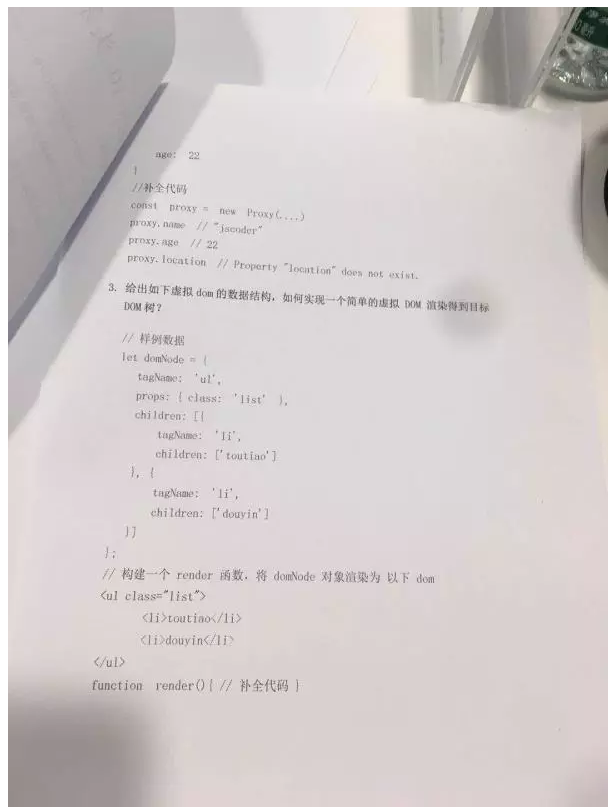 age: 22
}
//补全代码
const proxy = new Proxy(....)
proxy.name // "jscoder"
proxy.age // 22
proxy.location // Property "location" does not exist.
3. 给出如下虚拟 dom 的数据结构，如何实现一个简单的虚拟 DOM 渲染得到目标
DOM 树？
// 样例数据
let domNode = {
tagName: 'ul',
props: { class: 'list' },
children: [{
tagName: 'li',
children: ['toutiao']
}, {
tagName: 'li',
children: ['douyin']
}]
};
// 构建一个 render 函数，将 domNode 对象渲染为 以下 dom
<ul class="list">
<li>toutiao</li>
<li>douyin</li>
</ul>
function render(){ // 补全代码 }